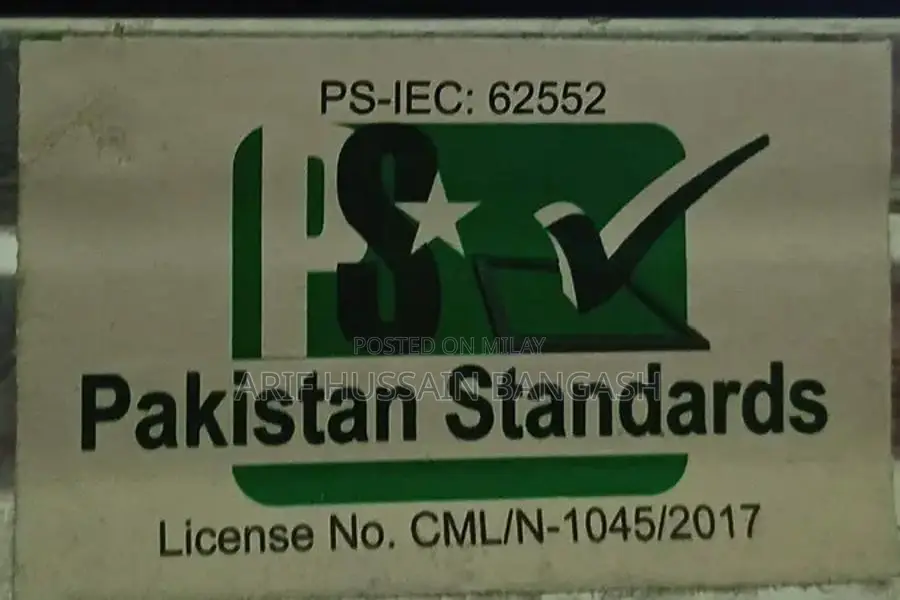 PS-IEC: 62552
PS
POSTED ON MILAY
ARIF HUSSAIN BANGASH
Pakistan Standards
License No. CML/N-1045/2017